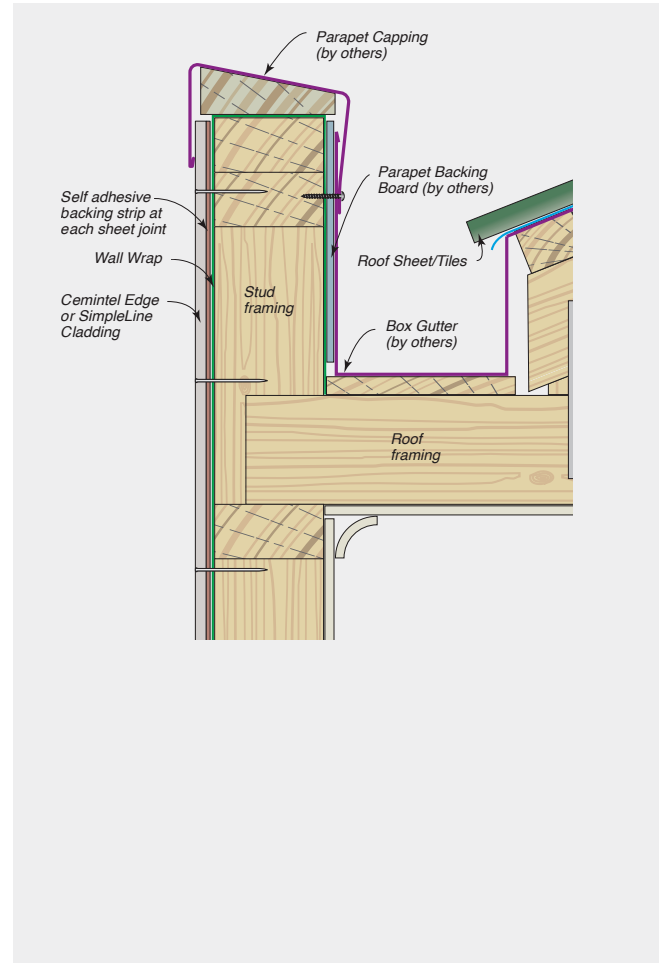 Parapet Capping
(by others)
Self adhesive
backing strip at
each sheet joint
Wall Wrap
Cemintel Edge
or SimpleLine
Cladding
Stud
framing
Parapet Backing
Board (by others)
Roof Sheet/Tiles
Box Gutter
(by others)
Roof
framing